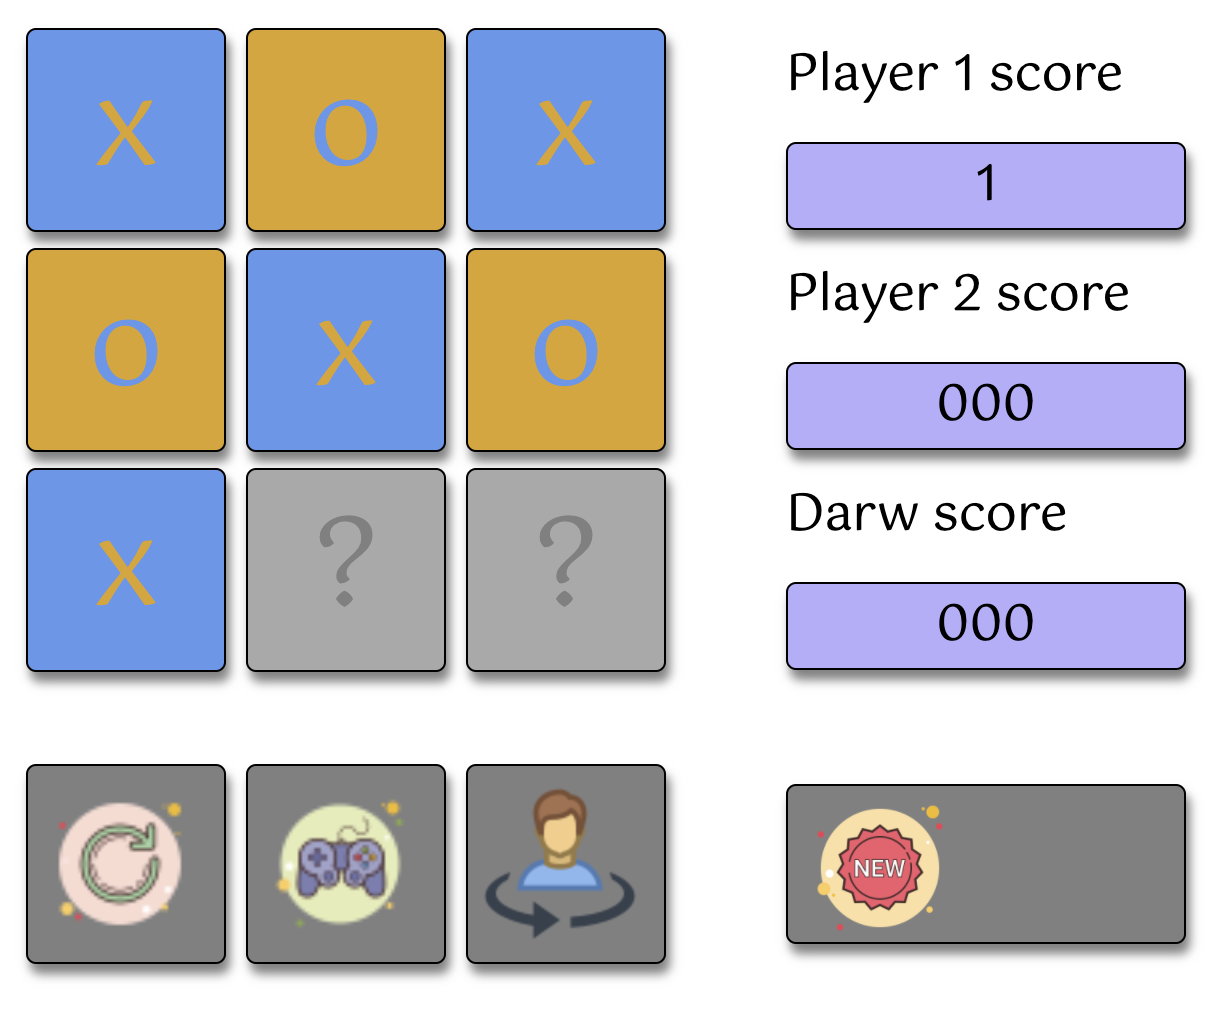 X O X
O X O
X ? ?
Player 1 score
1
Player 2 score
000
Darw score
000
NEW